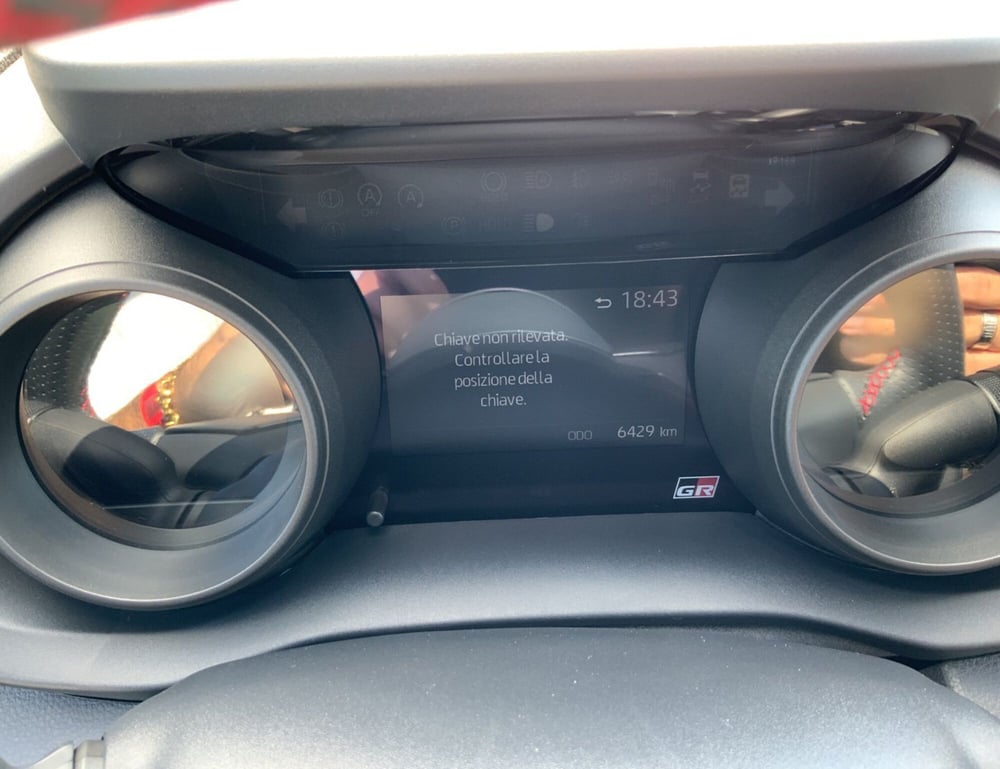 18:43
Chiave non rilevata.
Controllare la
posizione della
chiave.
ODO 6429 km
GR